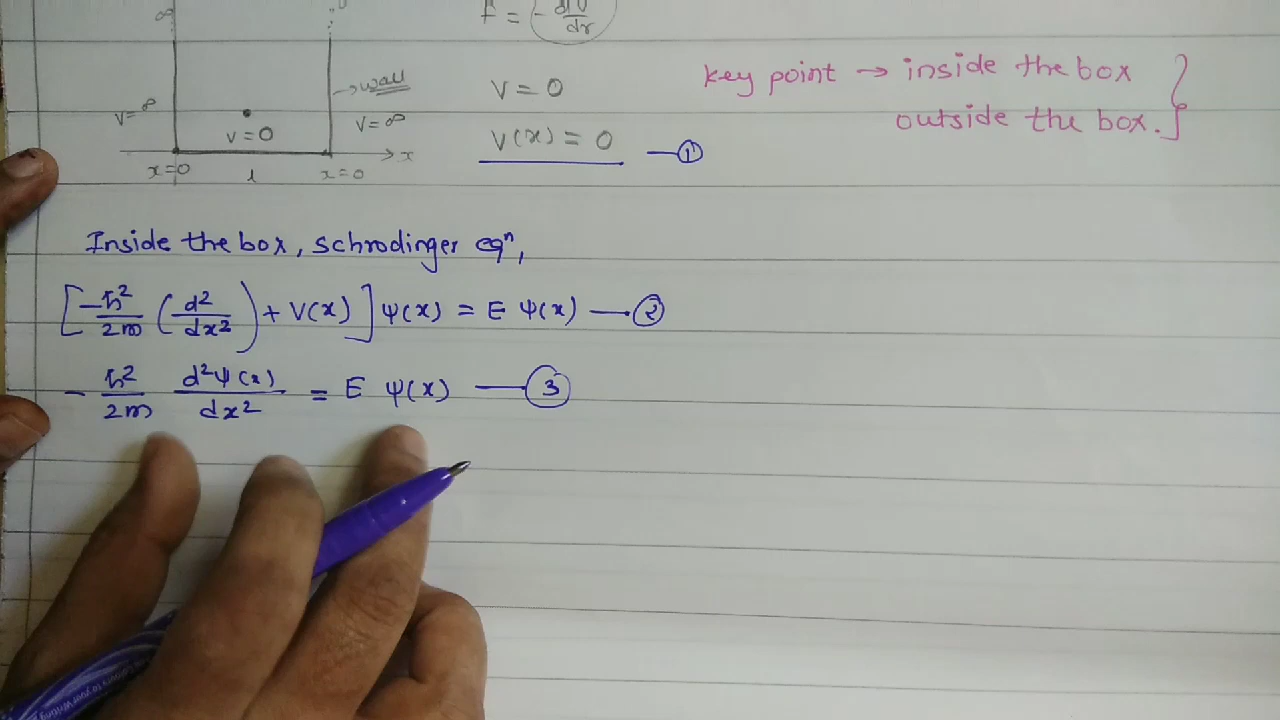 ∞
F = - dV/dx
→ wall
V = 0
key point → inside the box
V = ∞
V = 0
V = ∞
V(x) = 0 — ①
outside the box.
x
x = 0
l
x = 0
Inside the box, schrodinger eqⁿ,
[ -ħ²/2m (d²/dx²) + V(x) ] ψ(x) = E ψ(x) — ②
- ħ²/2m d²ψ(x)/dx² = E ψ(x) — ③